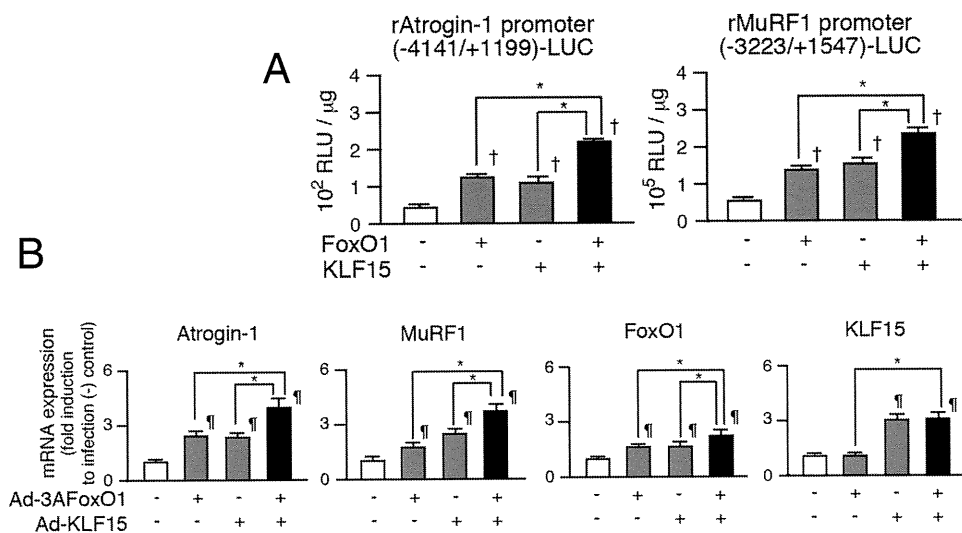 A
rAtrogin-1 promoter
(-4141/+1199)-LUC
10² RLU / µg
4
3
2
1
0
*
*
†
†
†
rMuRF1 promoter
(-3223/+1547)-LUC
10⁵ RLU / µg
4
3
2
1
0
*
*
†
†
†
FoxO1 - + - + - + - +
KLF15 - - + + - - + +
B
mRNA expression
(fold induction
to infection (-) control)
Atrogin-1
6
3
0
*
*
¶
¶
¶
MuRF1
6
3
0
*
*
¶
¶
¶
FoxO1
6
3
0
*
*
¶
¶
¶
KLF15
6
3
0
*
¶
¶
Ad-3AFoxO1 - + - + - + - + - + - + - + - +
Ad-KLF15 - - + + - - + + - - + + - - + +